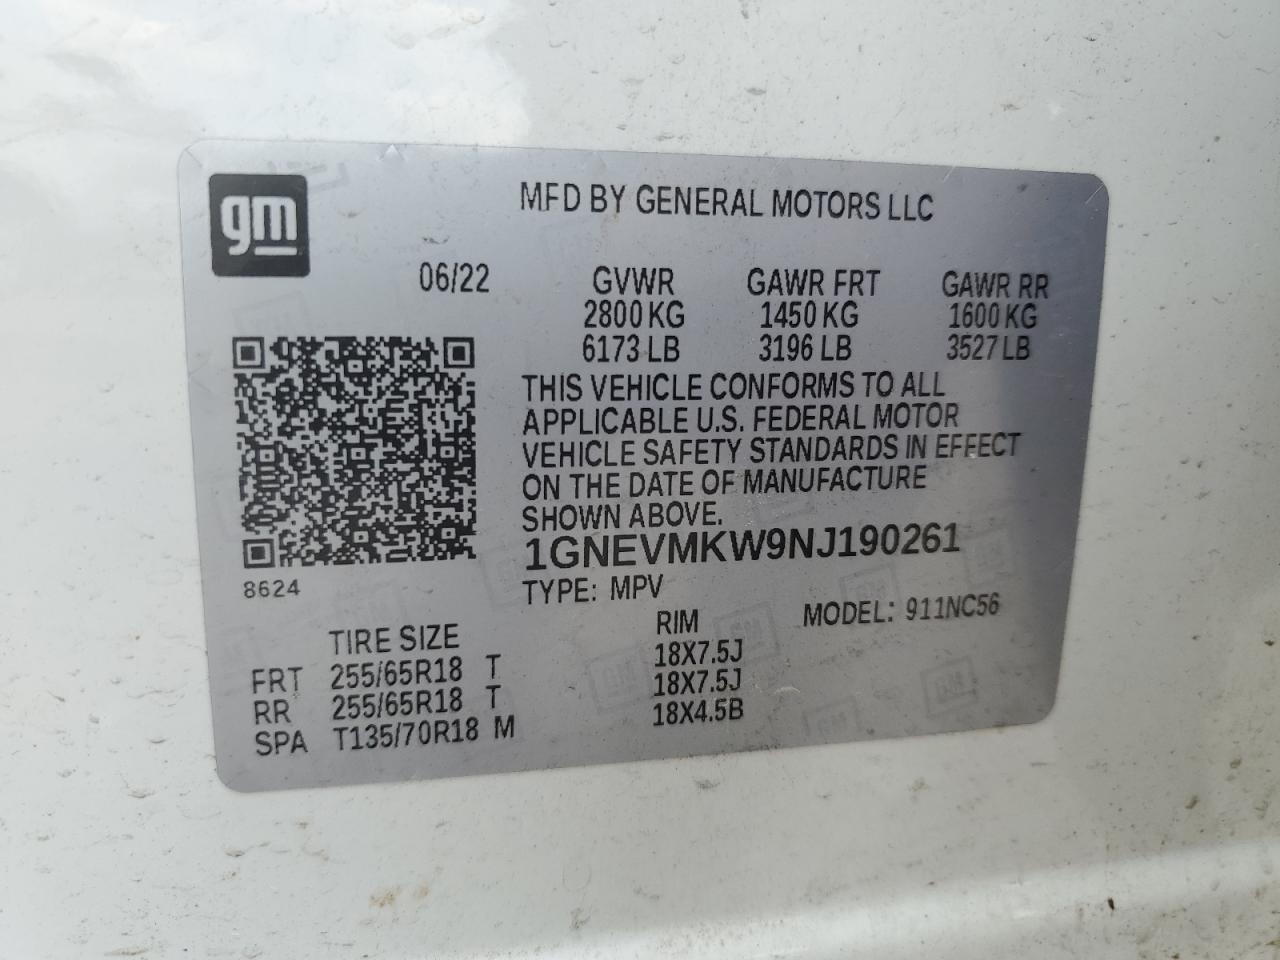 gm
MFD BY GENERAL MOTORS LLC
06/22 GVWR GAWR FRT GAWR RR
2800 KG 1450 KG 1600 KG
6173 LB 3196 LB 3527 LB
THIS VEHICLE CONFORMS TO ALL
APPLICABLE U.S. FEDERAL MOTOR
VEHICLE SAFETY STANDARDS IN EFFECT
ON THE DATE OF MANUFACTURE
SHOWN ABOVE.
1GNEVMKW9NJ190261
8624
TYPE: MPV
MODEL: 911NC56
TIRE SIZE RIM
FRT 255/65R18 T 18X7.5J
RR 255/65R18 T 18X7.5J
SPA T135/70R18 M 18X4.5B